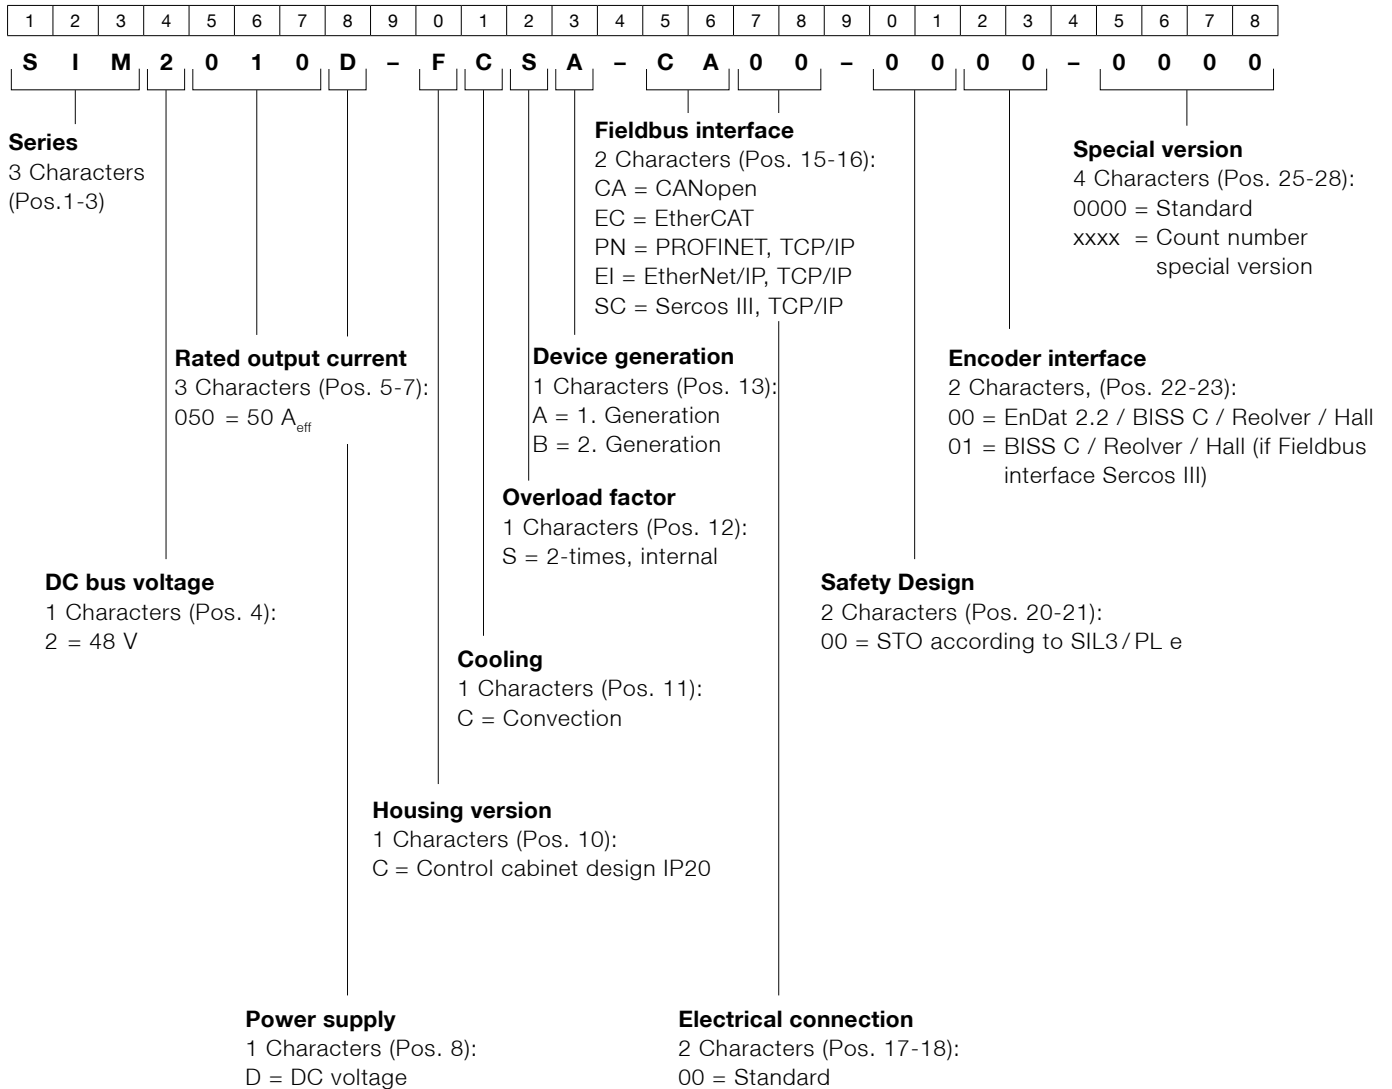 1 2 3 4 5 6 7 8 9 0 1 2 3 4 5 6 7 8 9 0 1 2 3 4 5 6 7 8
S I M 2 0 1 0 D – F C S A – C A 0 0 – 0 0 0 0 – 0 0 0 0
Series
3 Characters
(Pos.1-3)
Fieldbus interface
2 Characters (Pos. 15-16):
CA = CANopen
EC = EtherCAT
PN = PROFINET, TCP/IP
EI = EtherNet/IP, TCP/IP
SC = Sercos III, TCP/IP
Special version
4 Characters (Pos. 25-28):
0000 = Standard
xxxx = Count number
special version
Rated output current
3 Characters (Pos. 5-7):
050 = 50 Aeff
Device generation
1 Characters (Pos. 13):
A = 1. Generation
B = 2. Generation
Encoder interface
2 Characters, (Pos. 22-23):
00 = EnDat 2.2 / BISS C / Reolver / Hall
01 = BISS C / Reolver / Hall (if Fieldbus
interface Sercos III)
Overload factor
1 Characters (Pos. 12):
S = 2-times, internal
DC bus voltage
1 Characters (Pos. 4):
2 = 48 V
Safety Design
2 Characters (Pos. 20-21):
00 = STO according to SIL3/PL e
Cooling
1 Characters (Pos. 11):
C = Convection
Housing version
1 Characters (Pos. 10):
C = Control cabinet design IP20
Power supply
1 Characters (Pos. 8):
D = DC voltage
Electrical connection
2 Characters (Pos. 17-18):
00 = Standard